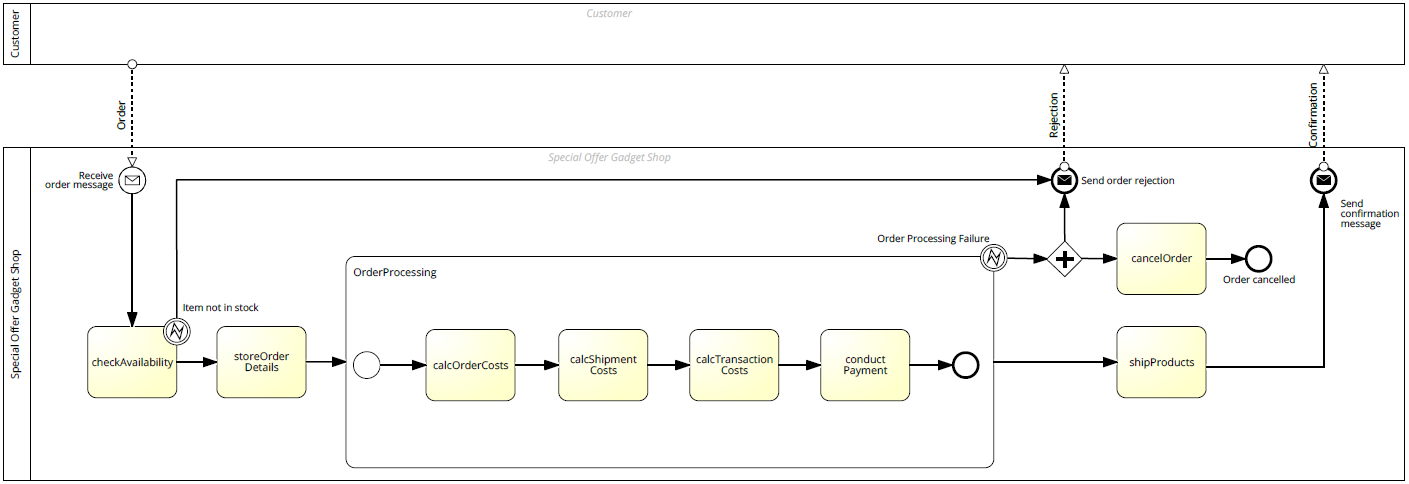 Customer
Customer
Order
Rejection
Confirmation
Special Offer Gadget Shop
Special Offer Gadget Shop
Receive
order message
Send order rejection
Send
confirmation
message
Order Processing Failure
cancelOrder
Order cancelled
OrderProcessing
Item not in stock
checkAvailability
storeOrder
Details
calcOrderCosts
calcShipment
Costs
calcTransaction
Costs
conduct
Payment
shipProducts